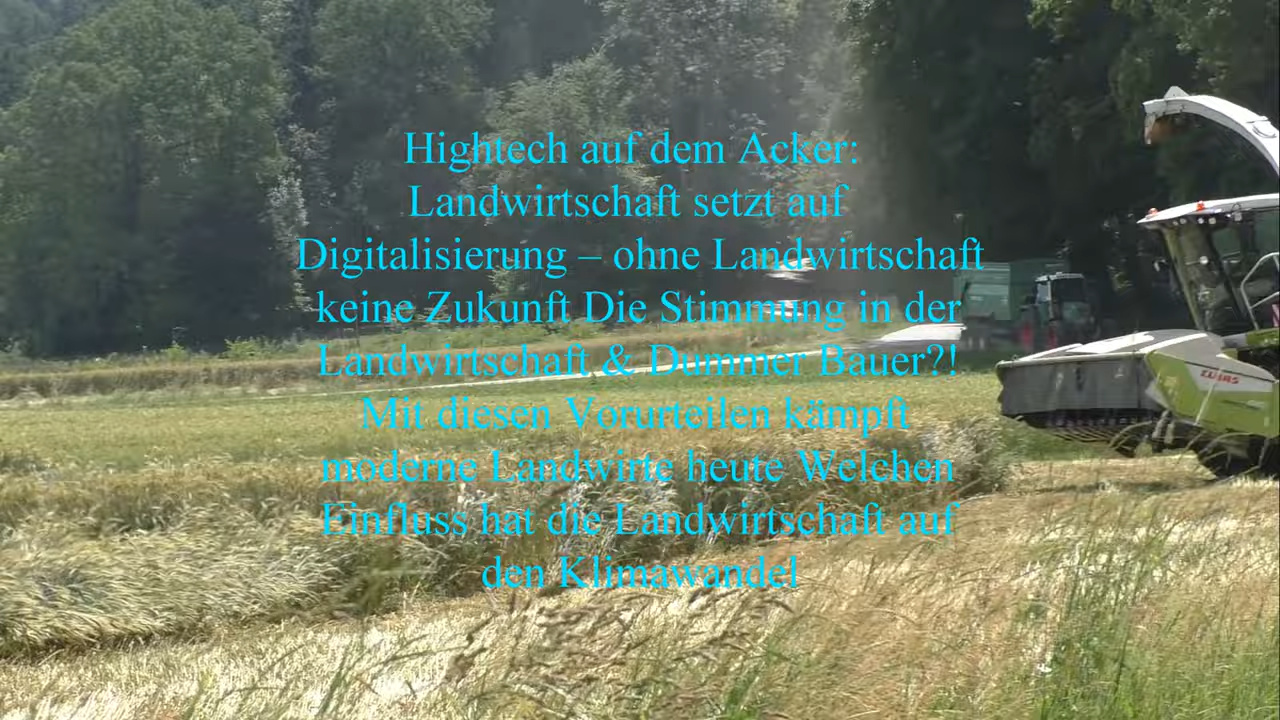 Hightech auf dem Acker:
Landwirtschaft setzt auf
Digitalisierung – ohne Landwirtschaft
keine Zukunft Die Stimmung in der
Landwirtschaft & Dummer Bauer?!
Mit diesen Vorurteilen kämpft
moderne Landwirte heute Welchen
Einfluss hat die Landwirtschaft auf
den Klimawandel
CLAAS